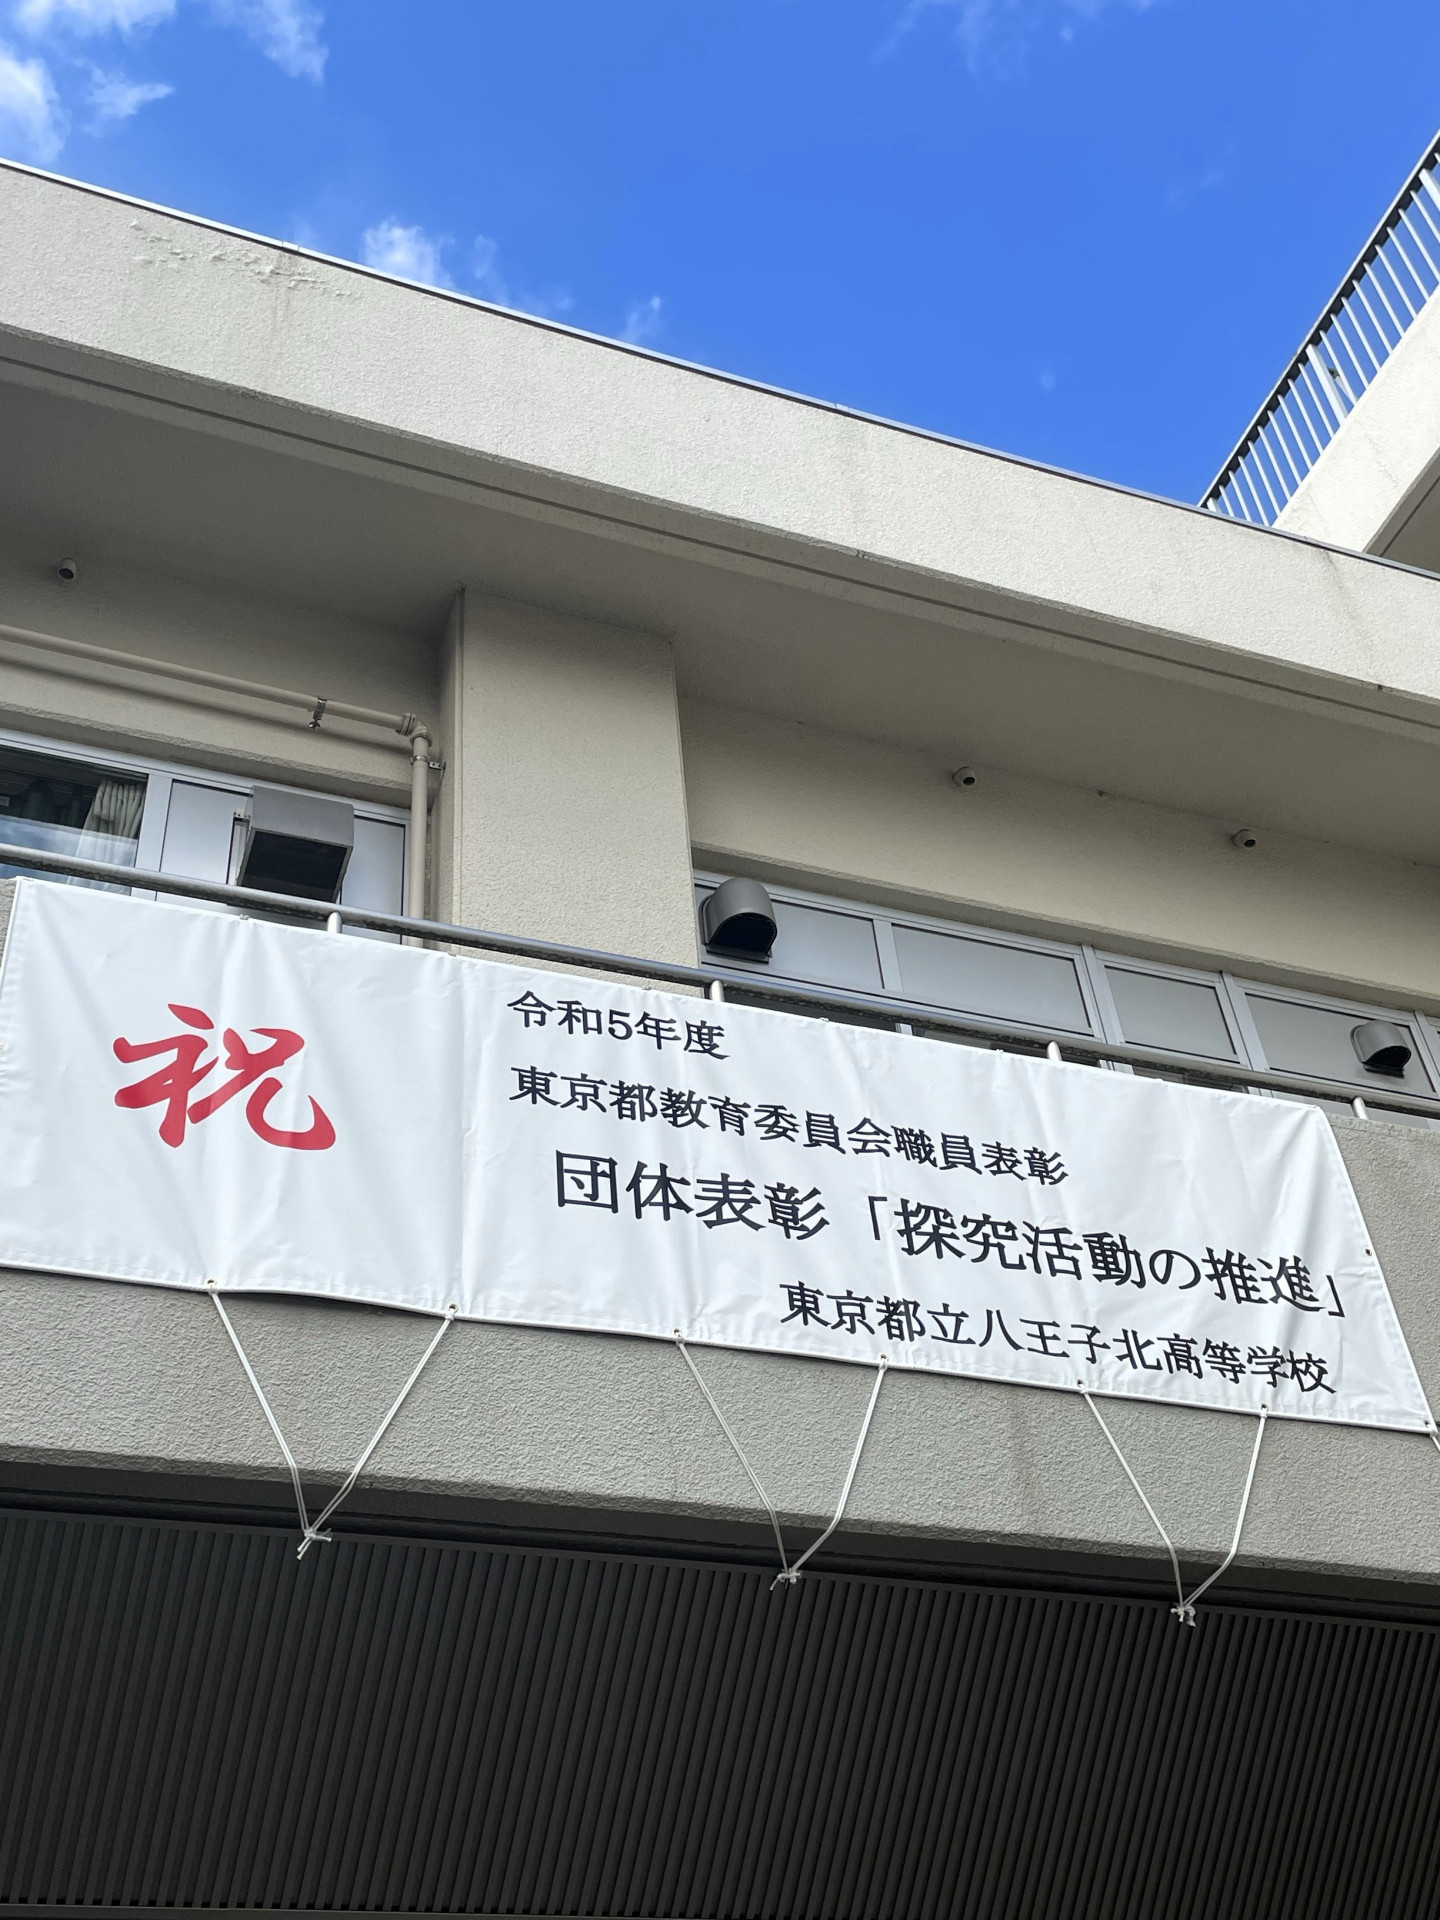 祝
令和5年度
東京都教育委員会職員表彰
団体表彰「探究活動の推進」
東京都立八王子北高等学校